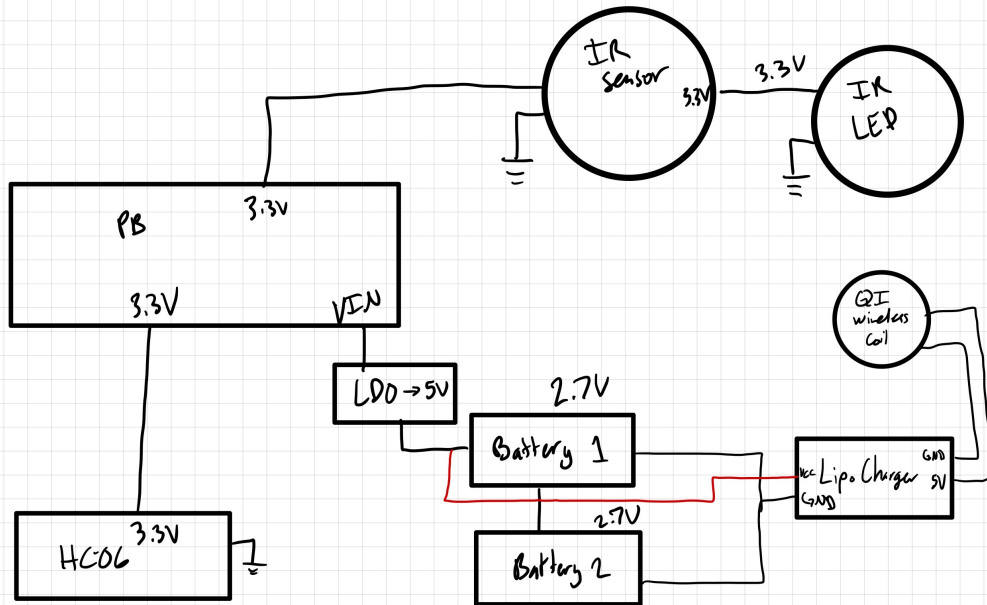 IR
sensor
3.3V
3.3V
IR
LED
PB
3.3V
3.3V
VIN
QI
wireless
coil
LDO→5V
2.7V
Battery 1
VCC
Lipo Charger
GND
5V
GND
2.7V
Battery 2
HC06
3.3V